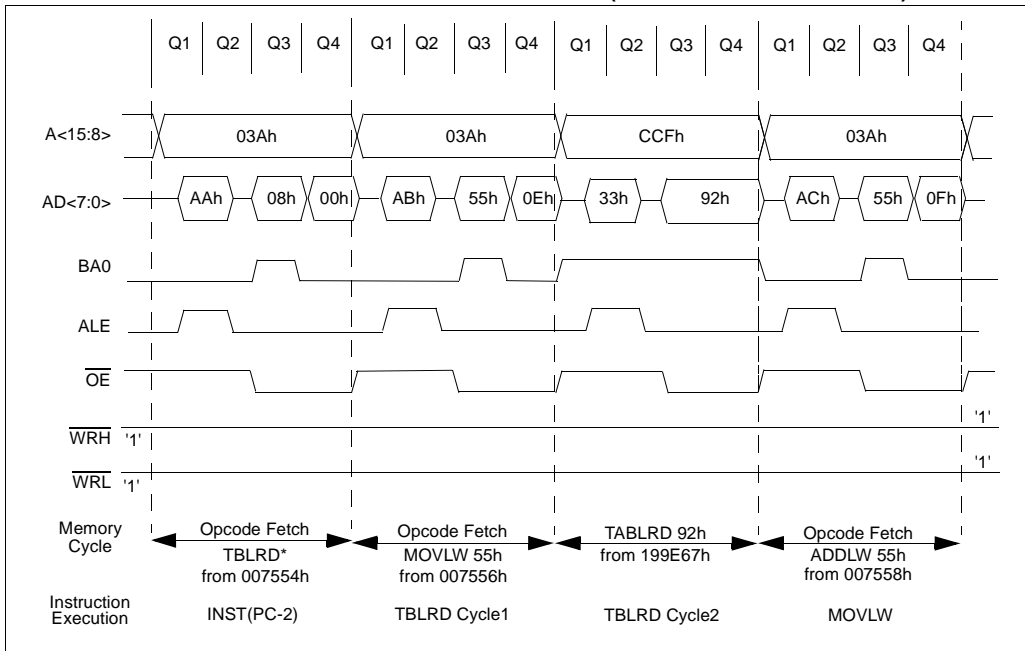 Q1 Q2 Q3 Q4 Q1 Q2 Q3 Q4 Q1 Q2 Q3 Q4 Q1 Q2 Q3 Q4
A<15:8> 03Ah 03Ah CCFh 03Ah
AD<7:0> AAh 08h 00h ABh 55h 0Eh 33h 92h ACh 55h 0Fh
BA0
ALE
OE
WRH '1' '1'
WRL '1' '1'
Memory Cycle
Opcode Fetch
TBLRD*
from 007554h
Opcode Fetch
MOVLW 55h
from 007556h
TABLRD 92h
from 199E67h
Opcode Fetch
ADDLW 55h
from 007558h
Instruction Execution
INST(PC-2) TBLRD Cycle1 TBLRD Cycle2 MOVLW